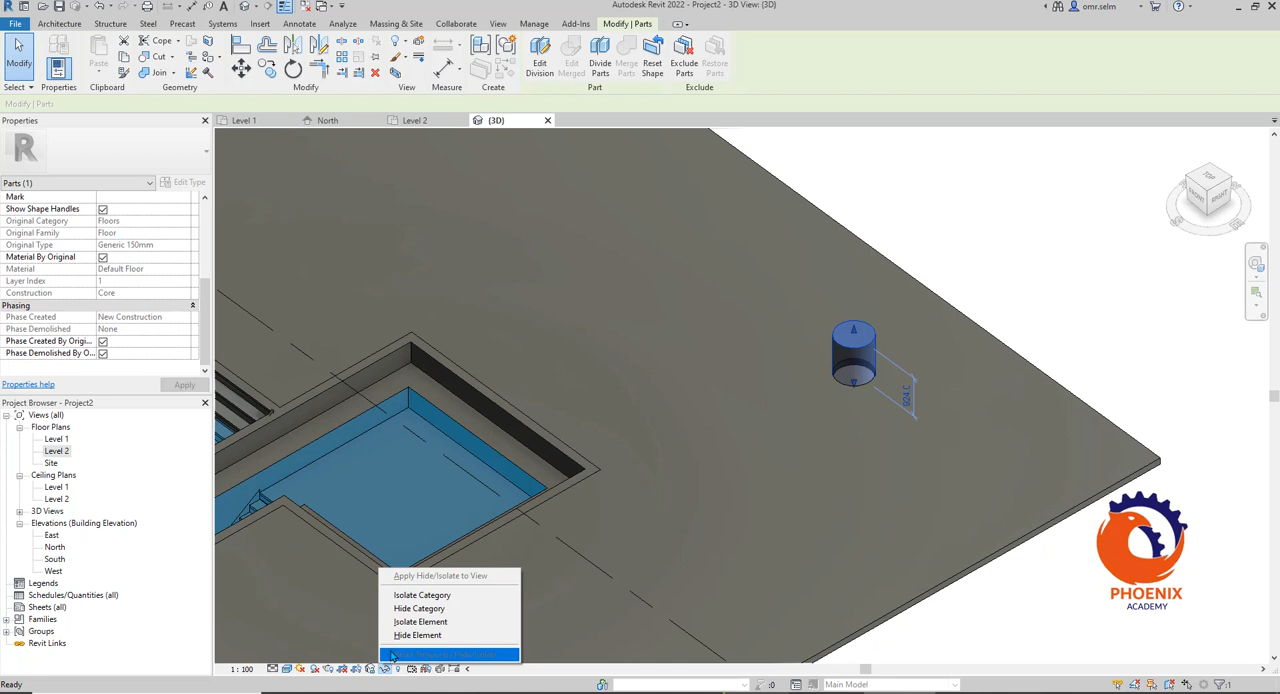 Autodesk Revit 2022 - Project2 - 3D View: {3D}
omr.selm
File Architecture Structure Steel Precast Systems Insert Annotate Analyze Massing & Site Collaborate View Manage Add-Ins Modify | Parts
Modify
Paste
Cope
Cut
Join
Edit Division
Edit Merged
Divide Parts
Merge Parts
Reset Shape
Exclude Parts
Restore Parts
Select Properties Clipboard Geometry Modify View Measure Create Part Exclude
Modify | Parts
Properties
Level 1 North Level 2 {3D}
Parts (1) Edit Type
Mark
Show Shape Handles
Original Category Floors
Original Family Floor
Original Type Generic 150mm
Material By Original
Material Default Floor
Layer Index 1
Construction Core
Phasing
Phase Created New Construction
Phase Demolished None
Phase Created By Origi...
Phase Demolished By O...
Properties help Apply
Project Browser - Project2
Views (all)
Floor Plans
Level 1
Level 2
Site
Ceiling Plans
Level 1
Level 2
3D Views
Elevations (Building Elevation)
East
North
South
West
Legends
Schedules/Quantities (all)
Sheets (all)
Families
Groups
Revit Links
TOP
FRONT
PHOENIX
ACADEMY
Apply Hide/Isolate to View
Isolate Category
Hide Category
Isolate Element
Hide Element
1 : 100
Ready
:0
Main Model
:1